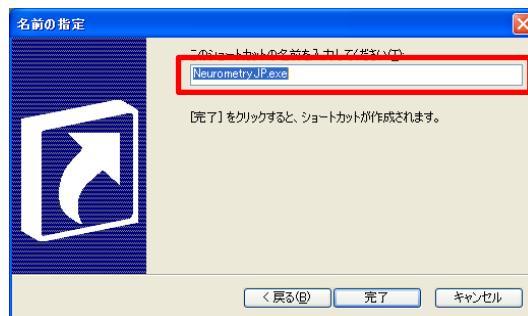 名前の指定
このショートカットの名前を入力してください(T):
NeurometryJP.exe
[完了] をクリックすると、ショートカットが作成されます。
< 戻る(B)
完了
キャンセル